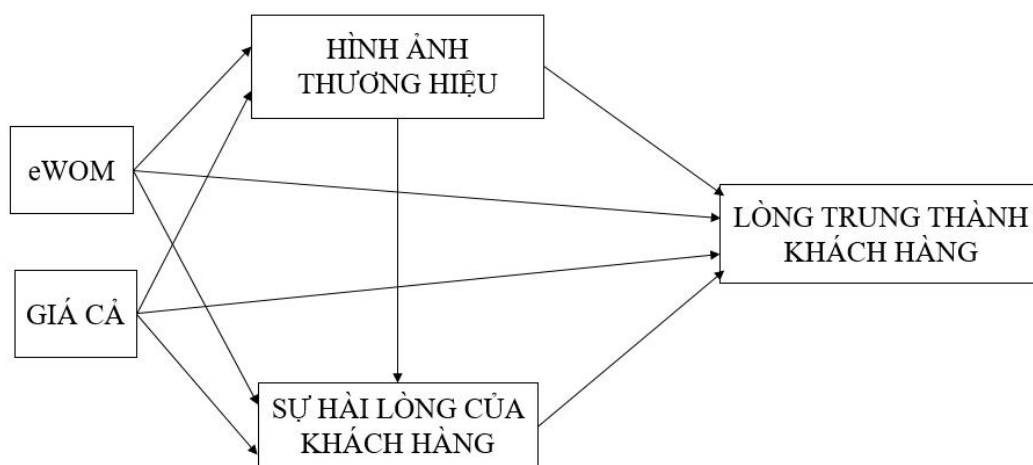 HÌNH ẢNH
THƯƠNG HIỆU
eWOM
LÒNG TRUNG THÀNH
KHÁCH HÀNG
GIÁ CẢ
SỰ HÀI LÒNG CỦA
KHÁCH HÀNG